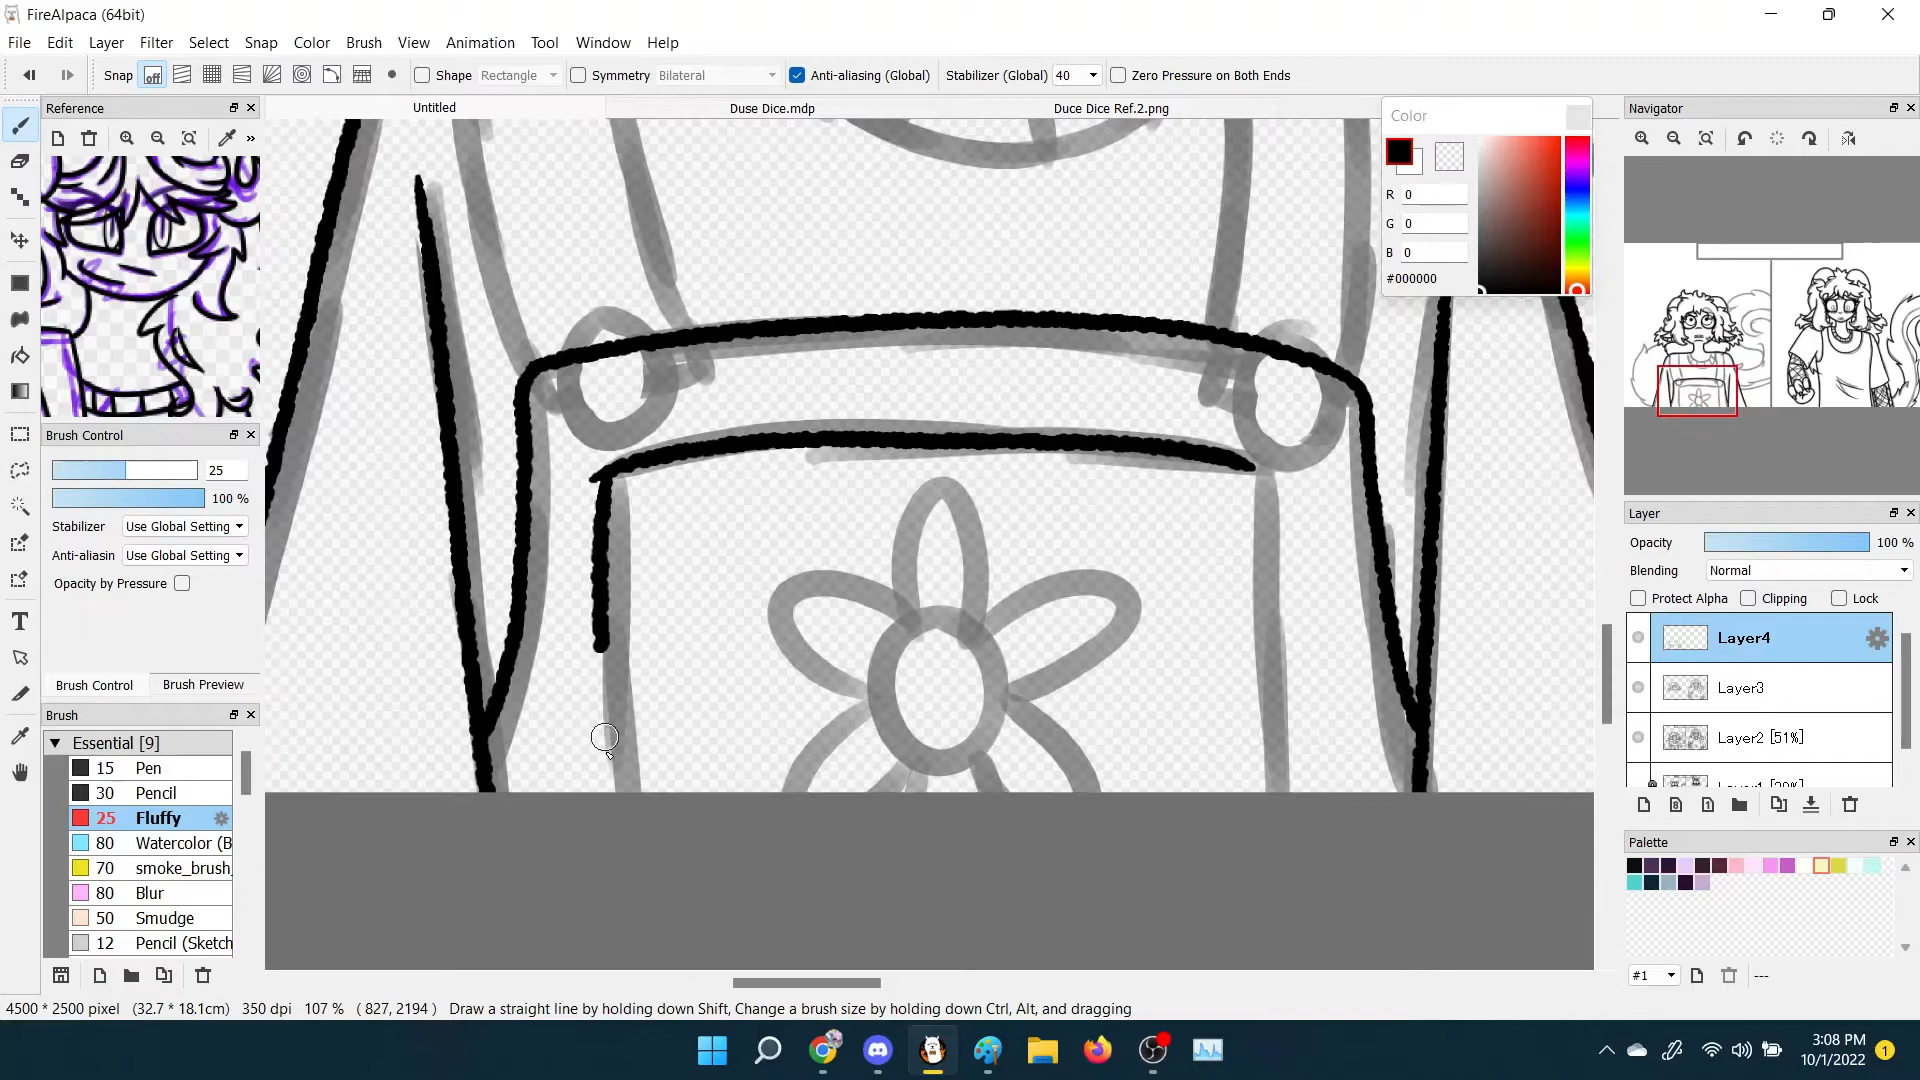 FireAlpaca (64bit)
File Edit Layer Filter Select Snap Color Brush View Animation Tool Window Help
Snap off Shape Rectangle Symmetry Bilateral Anti-aliasing (Global) Stabilizer (Global) 40 Zero Pressure on Both Ends
Reference
Untitled Duse Dice.mdp Duce Dice Ref.2.png
Color
R 0
G 0
B 0
#000000
Navigator
Brush Control
25
100 %
Stabilizer Use Global Setting
Anti-aliasin Use Global Setting
Opacity by Pressure
Brush Control Brush Preview
Brush
Essential [9]
15 Pen
30 Pencil
25 Fluffy
80 Watercolor (B
70 smoke_brush_
80 Blur
50 Smudge
12 Pencil (Sketch
Layer
Opacity 100 %
Blending Normal
Protect Alpha Clipping Lock
Layer4
Layer3
Layer2 [51%]
Palette
#1 ---
4500 * 2500 pixel (32.7 * 18.1cm) 350 dpi 107 % ( 827, 2194 ) Draw a straight line by holding down Shift, Change a brush size by holding down Ctrl, Alt, and dragging
3:08 PM
10/1/2022
1